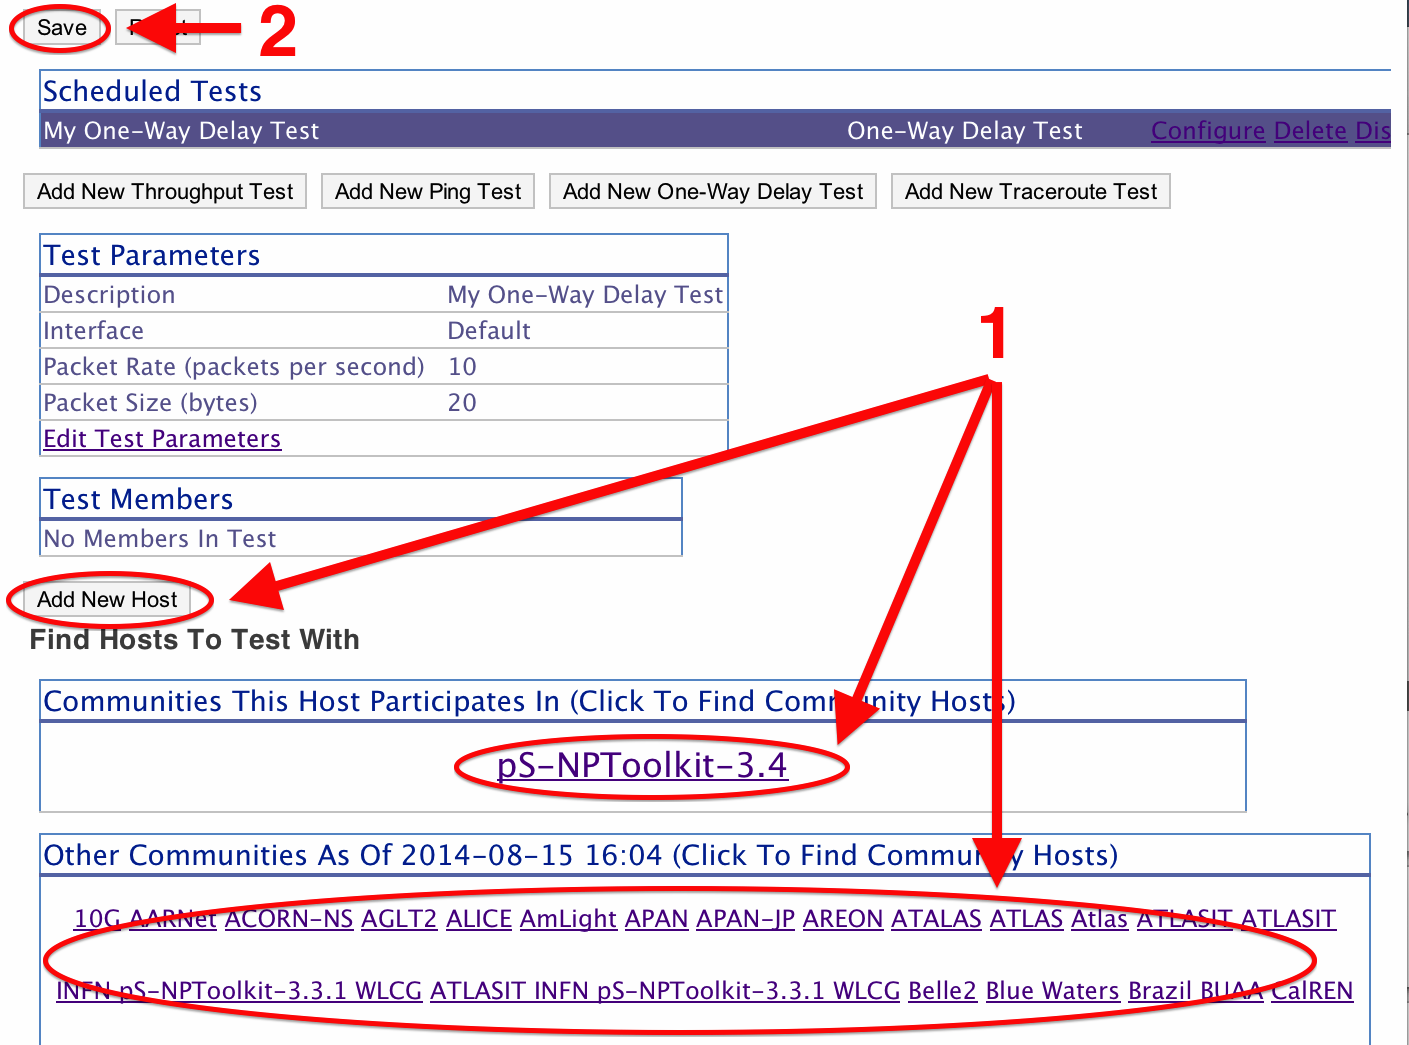 Save 2
Scheduled Tests
My One-Way Delay Test One-Way Delay Test Configure Delete Dis
Add New Throughput Test Add New Ping Test Add New One-Way Delay Test Add New Traceroute Test
Test Parameters
Description My One-Way Delay Test
Interface Default
Packet Rate (packets per second) 10
Packet Size (bytes) 20
Edit Test Parameters
1
Test Members
No Members In Test
Add New Host
Find Hosts To Test With
Communities This Host Participates In (Click To Find Community Hosts)
pS-NPToolkit-3.4
Other Communities As Of 2014-08-15 16:04 (Click To Find Community Hosts)
10G AARNet ACORN-NS AGLT2 ALICE AmLight APAN APAN-JP AREON ATALAS ATLAS Atlas ATLASIT ATLASIT
INFN pS-NPToolkit-3.3.1 WLCG ATLASIT INFN pS-NPToolkit-3.3.1 WLCG Belle2 Blue Waters Brazil BUAA CalREN